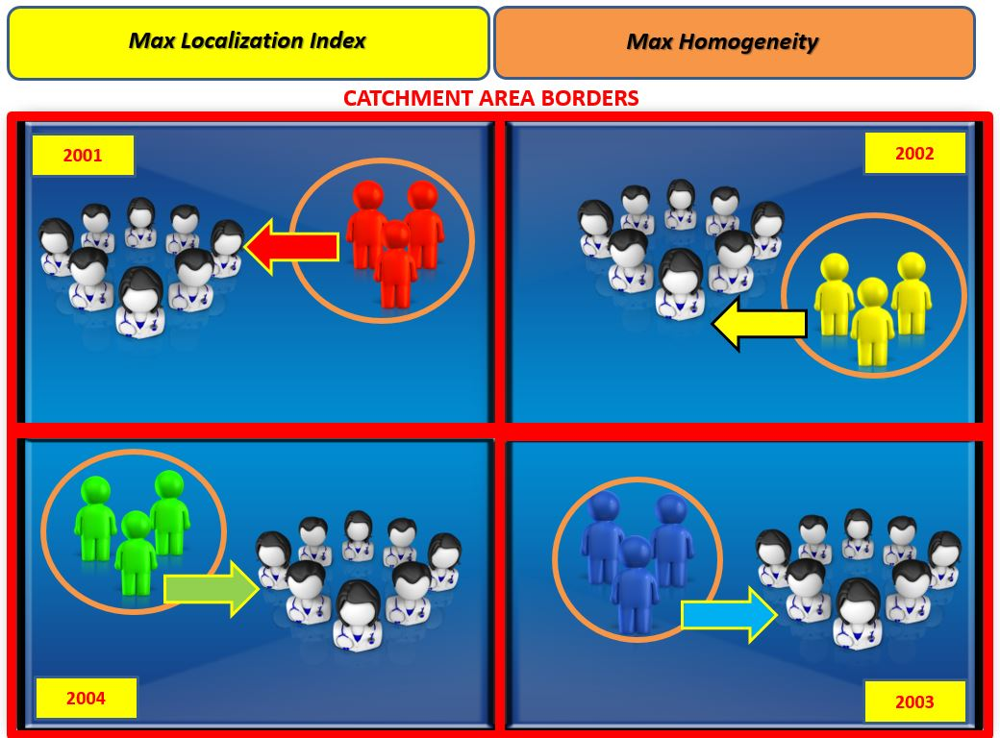 Max Localization Index
Max Homogeneity
CATCHMENT AREA BORDERS
2001
2002
2004
2003